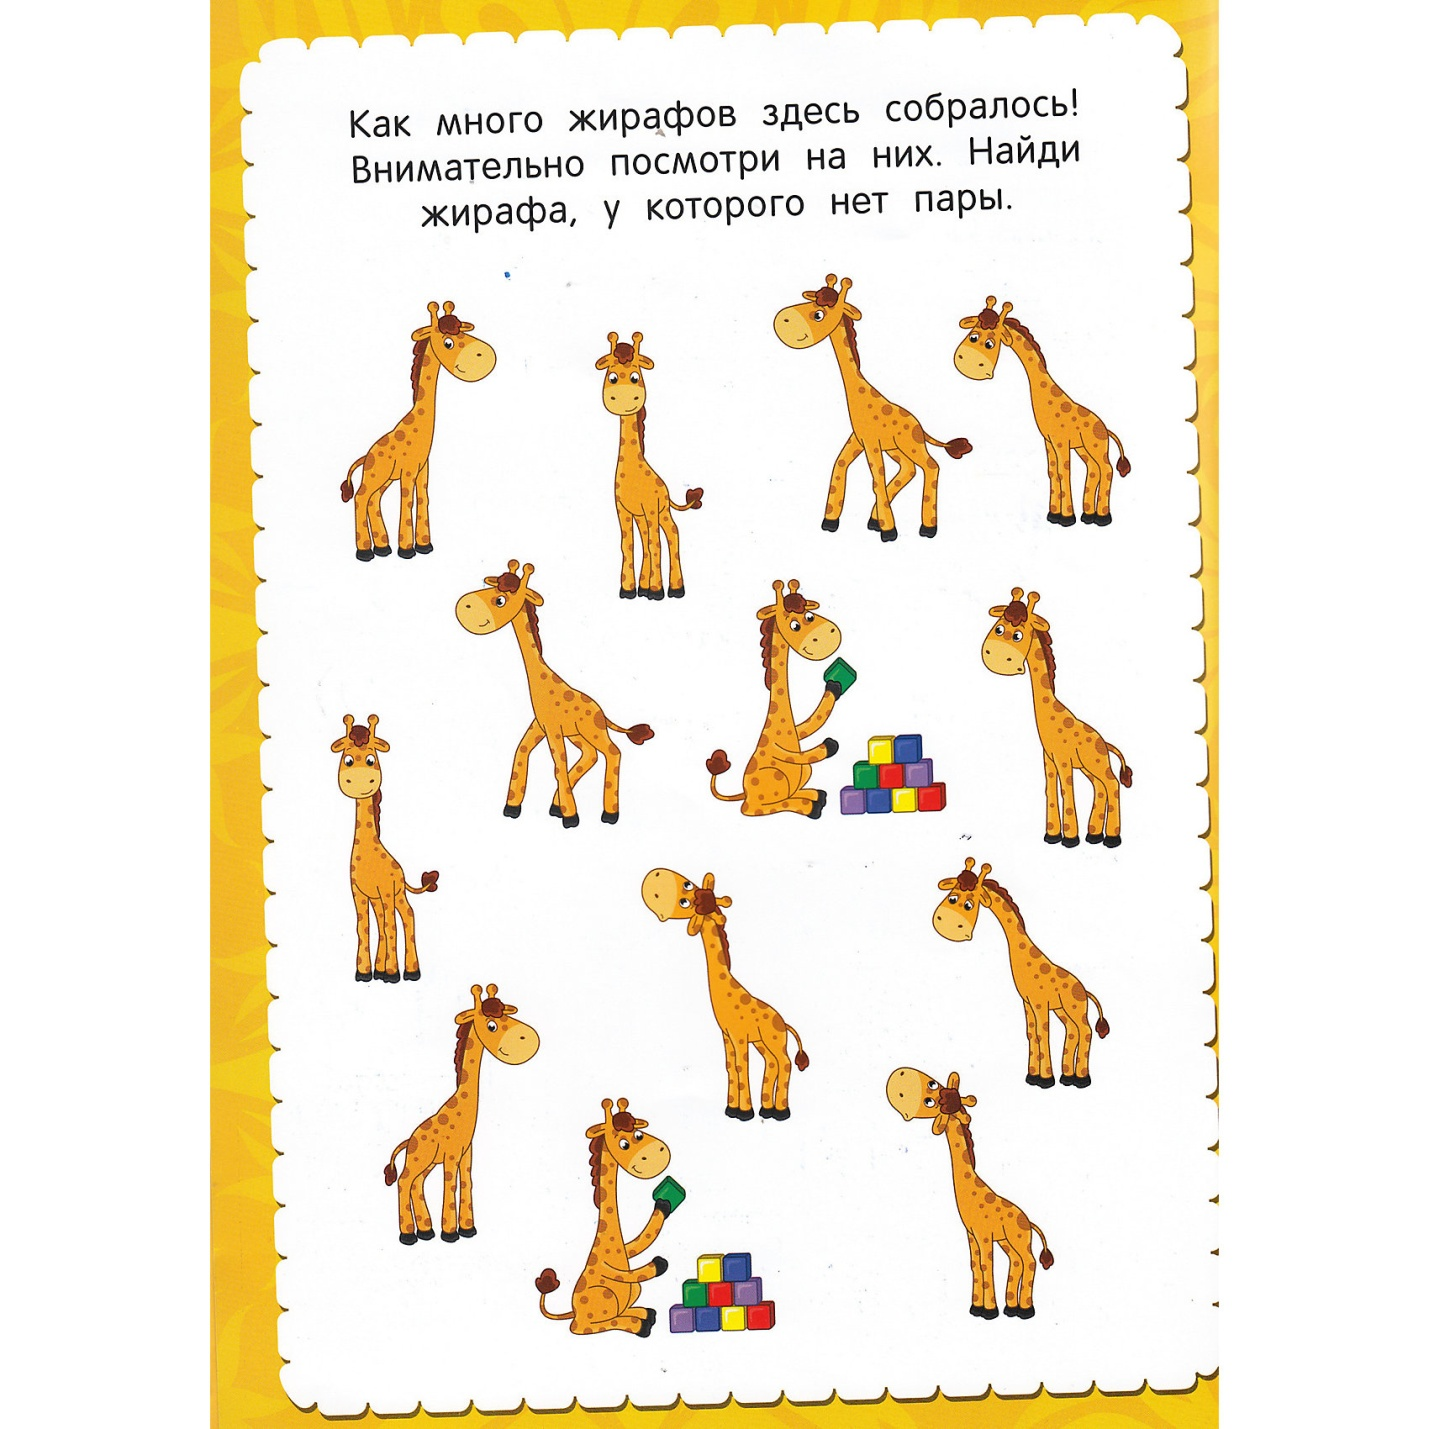 Как много жирафов здесь собралось!
Внимательно посмотри на них. Найди
жирафа, у которого нет пары.